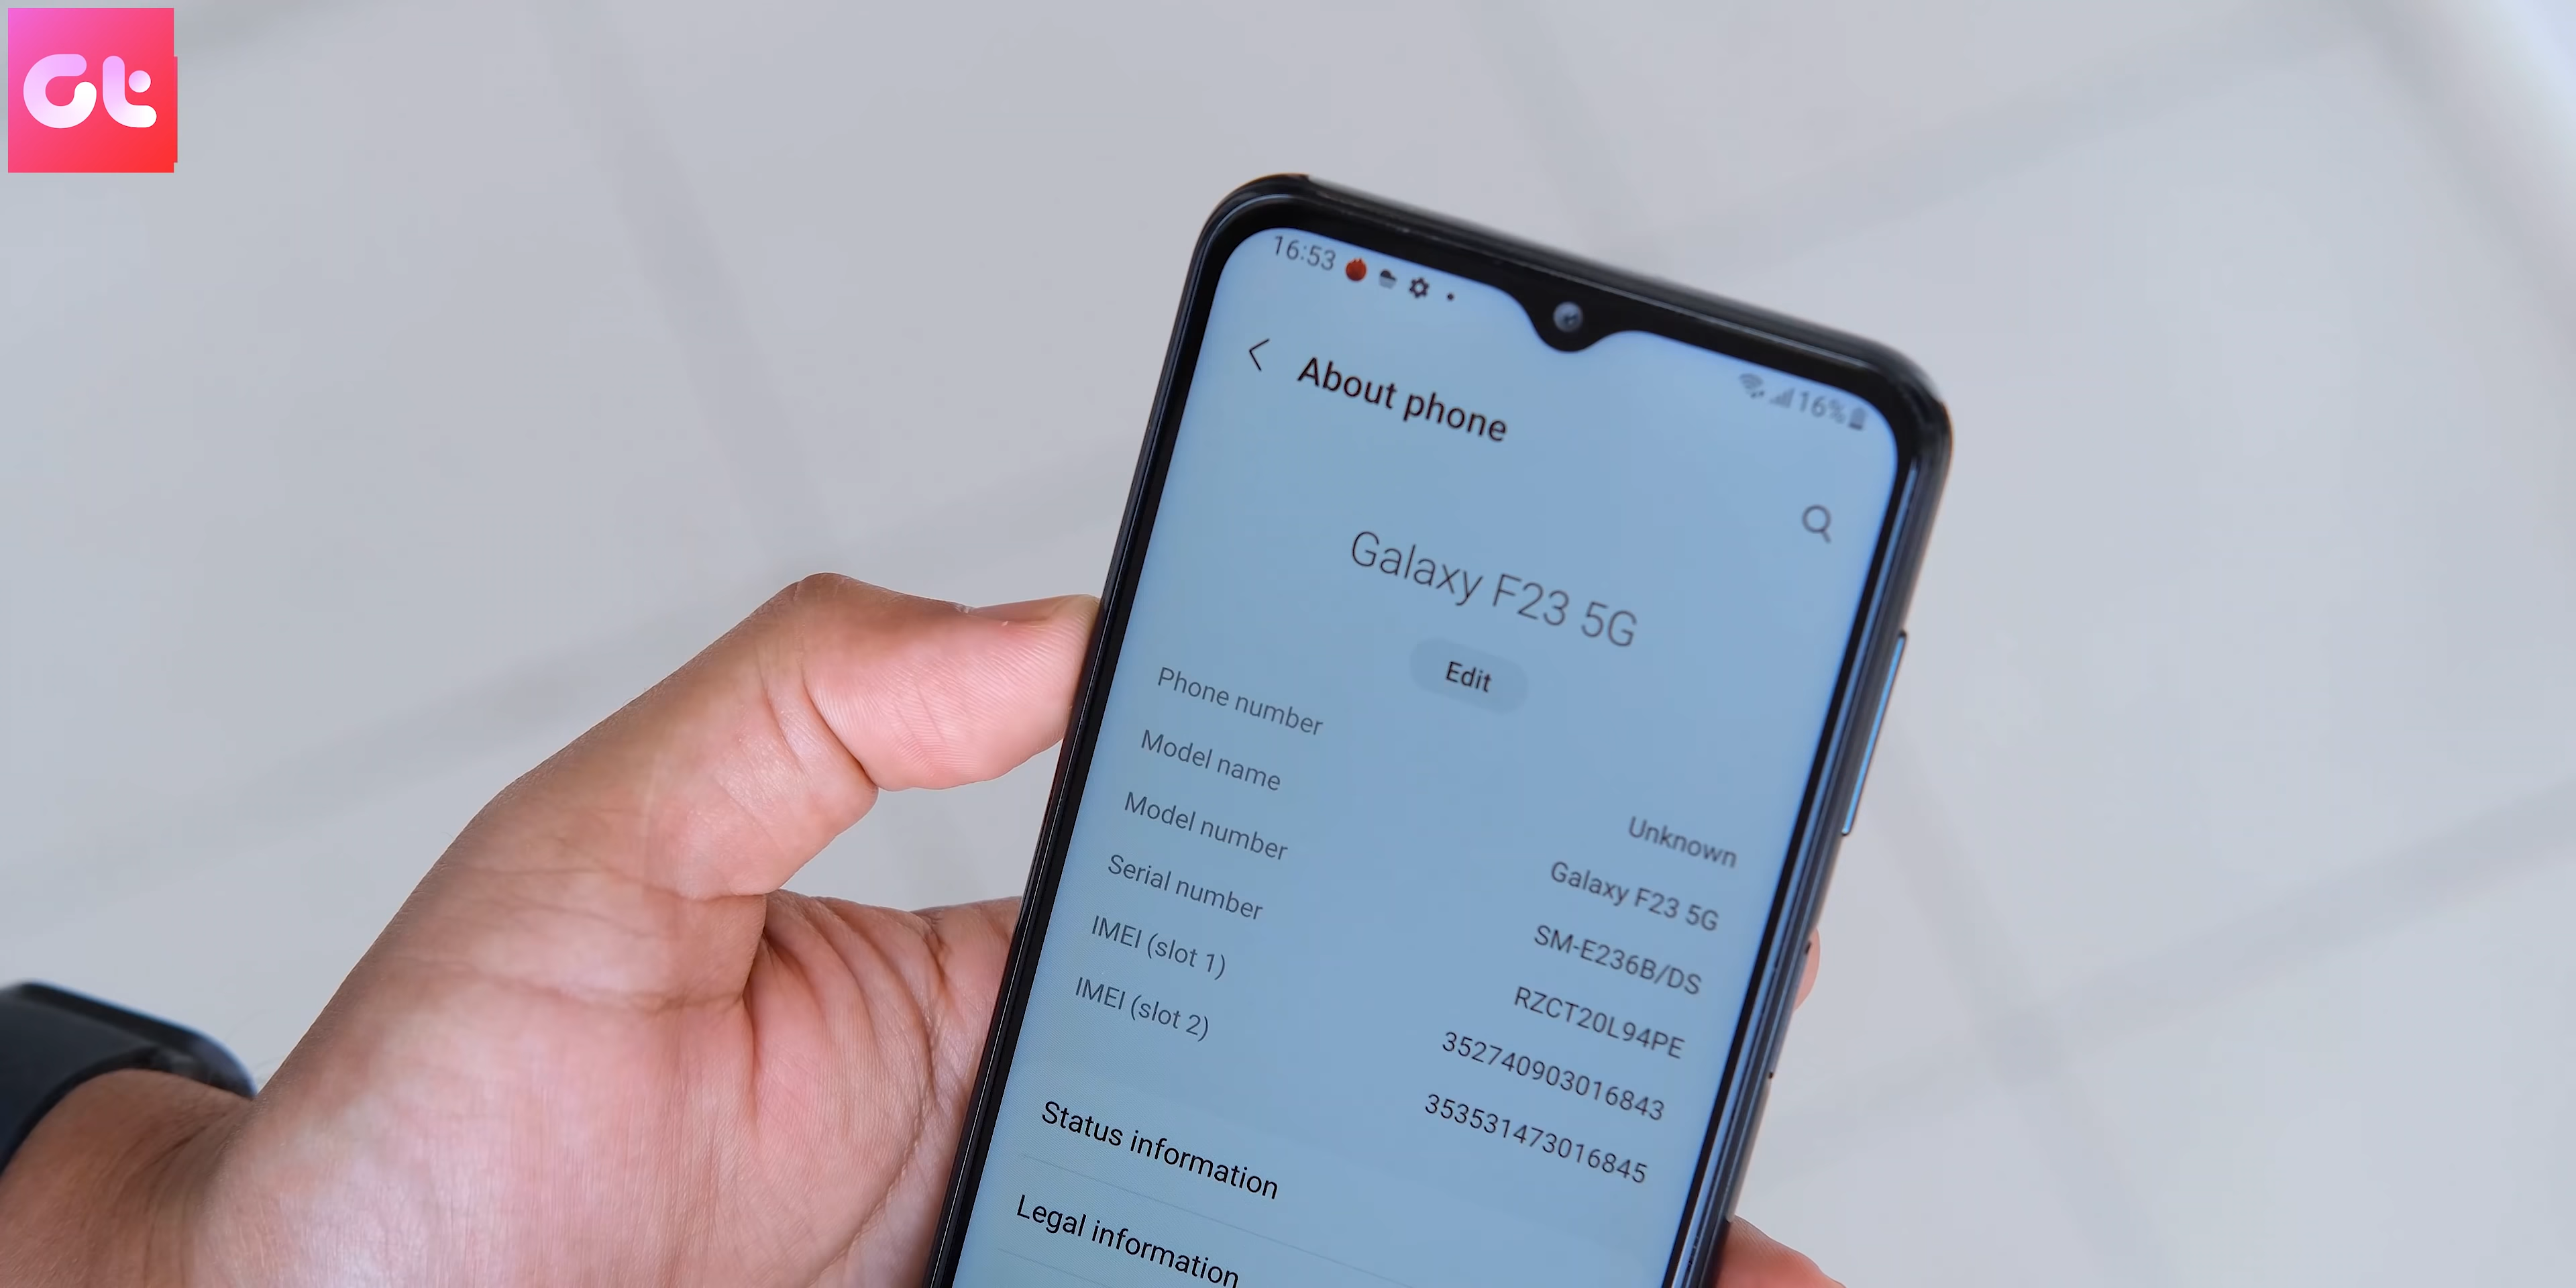 Gt
16:53
16%
About phone
Galaxy F23 5G
Edit
Phone number Unknown
Model name Galaxy F23 5G
Model number SM-E236B/DS
Serial number RZCT20L94PE
IMEI (slot 1) 352740903016843
IMEI (slot 2) 353531473016845
Status information
Legal information